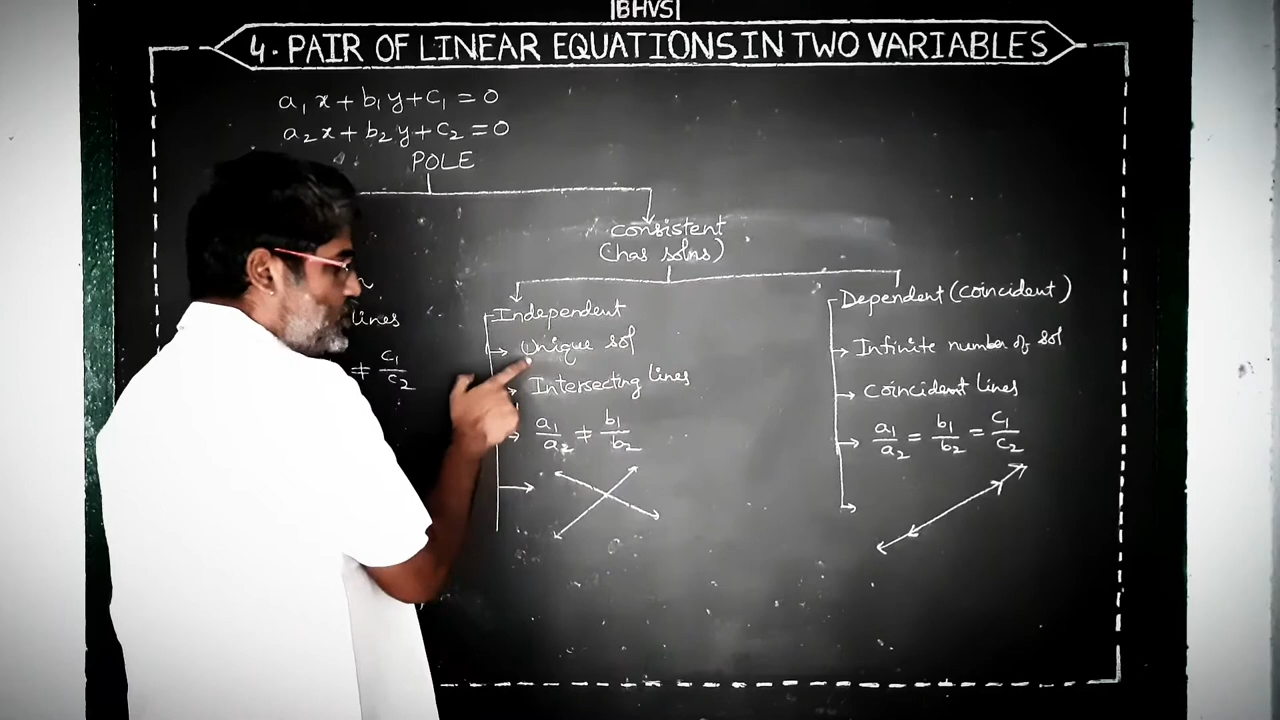 |BHVS|
4. PAIR OF LINEAR EQUATIONS IN TWO VARIABLES
a₁x + b₁y + c₁ = 0
a₂x + b₂y + c₂ = 0
POLE
consistent
(has solns)
lines
≠ c₁/c₂
Independent
Unique sol
Intersecting lines
a₁/a₂ ≠ b₁/b₂
Dependent (coincident)
Infinite number of sol
Coincident lines
a₁/a₂ = b₁/b₂ = c₁/c₂